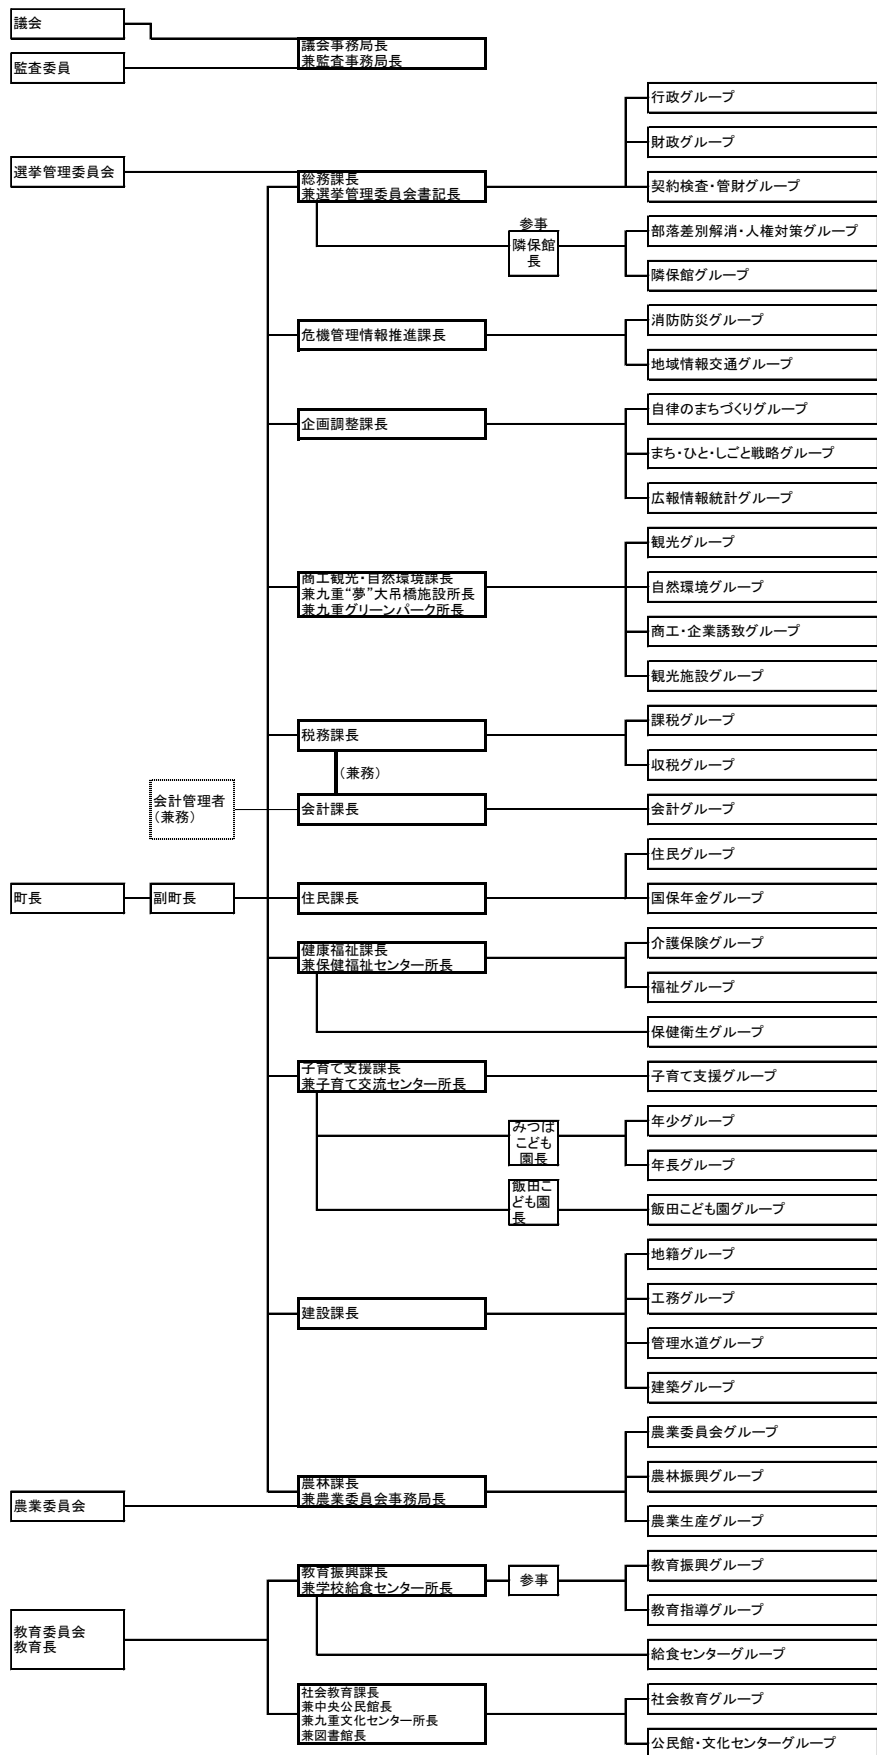 議会
議会事務局長
兼監査事務局長
監査委員
行政グループ
財政グループ
選挙管理委員会
総務課長
兼選挙管理委員会書記長
契約検査・管財グループ
参事
隣保館
長
部落差別解消・人権対策グループ
隣保館グループ
危機管理情報推進課長
消防防災グループ
地域情報交通グループ
企画調整課長
自律のまちづくりグループ
まち・ひと・しごと戦略グループ
広報情報統計グループ
商工観光・自然環境課長
兼九重“夢”大吊橋施設所長
兼九重グリーンパーク所長
観光グループ
自然環境グループ
商工・企業誘致グループ
観光施設グループ
税務課長
課税グループ
収税グループ
（兼務）
会計管理者
（兼務）
会計課長
会計グループ
町長
副町長
住民課長
住民グループ
国保年金グループ
健康福祉課長
兼保健福祉センター所長
介護保険グループ
福祉グループ
保健衛生グループ
子育て支援課長
兼子育て交流センター所長
子育て支援グループ
みつば
こども
園長
年少グループ
年長グループ
飯田こ
ども園
長
飯田こども園グループ
建設課長
地籍グループ
工務グループ
管理水道グループ
建築グループ
農業委員会
農林課長
兼農業委員会事務局長
農業委員会グループ
農林振興グループ
農業生産グループ
教育委員会
教育長
教育振興課長
兼学校給食センター所長
参事
教育振興グループ
教育指導グループ
給食センターグループ
社会教育課長
兼中央公民館長
兼九重文化センター所長
兼図書館長
社会教育グループ
公民館・文化センターグループ